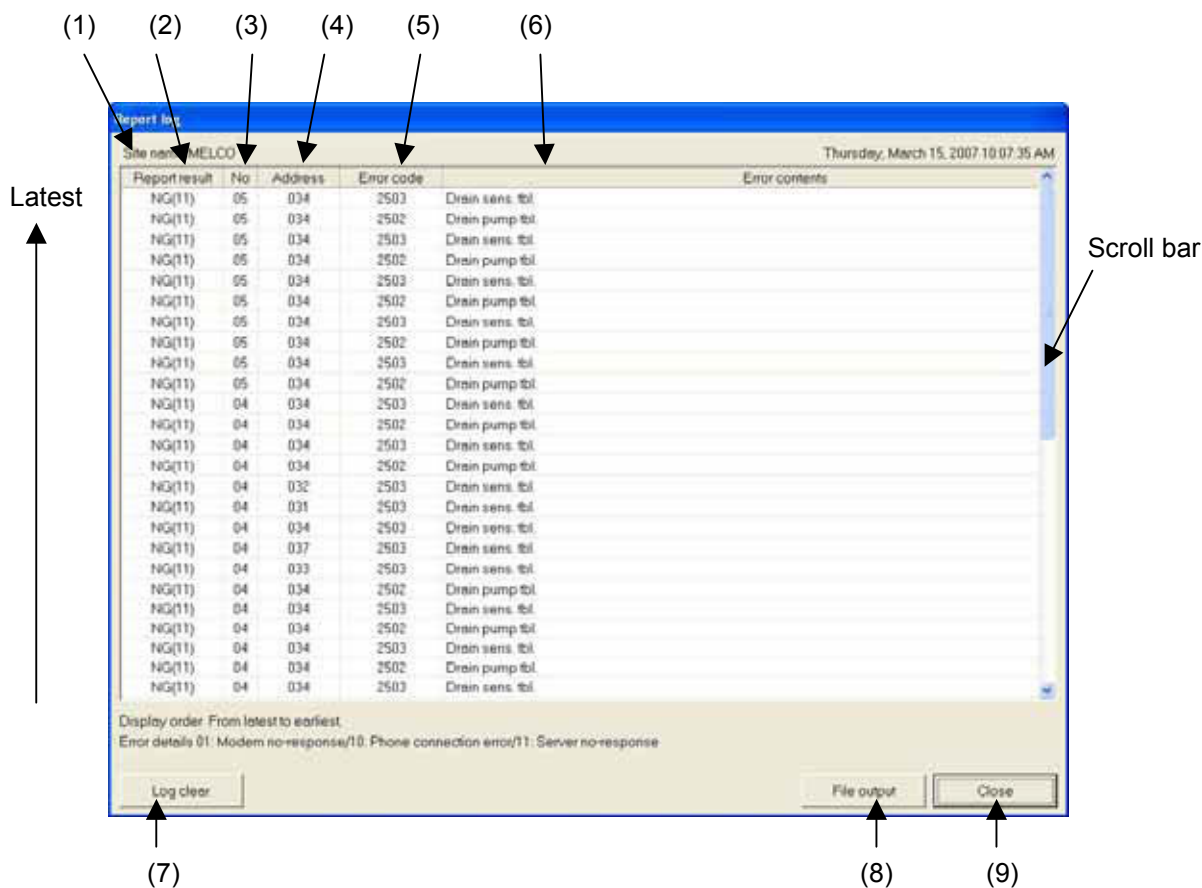 (1) (2) (3) (4) (5) (6)
Report log
Site name MELCO Thursday, March 15, 2007 10:07:35 AM
Latest
Scroll bar
Report result No Address Error code Error contents
NG(11) 05 034 2503 Drain sens. tbl.
NG(11) 05 034 2502 Drain pump tbl.
NG(11) 05 034 2503 Drain sens. tbl.
NG(11) 05 034 2502 Drain pump tbl.
NG(11) 05 034 2503 Drain sens. tbl.
NG(11) 05 034 2502 Drain pump tbl.
NG(11) 05 034 2503 Drain sens. tbl.
NG(11) 05 034 2502 Drain pump tbl.
NG(11) 05 034 2503 Drain sens. tbl.
NG(11) 05 034 2502 Drain pump tbl.
NG(11) 04 034 2503 Drain sens. tbl.
NG(11) 04 034 2502 Drain pump tbl.
NG(11) 04 034 2503 Drain sens. tbl.
NG(11) 04 034 2502 Drain pump tbl.
NG(11) 04 032 2503 Drain sens. tbl.
NG(11) 04 031 2503 Drain sens. tbl.
NG(11) 04 034 2503 Drain sens. tbl.
NG(11) 04 037 2503 Drain sens. tbl.
NG(11) 04 033 2503 Drain sens. tbl.
NG(11) 04 034 2502 Drain pump tbl.
NG(11) 04 034 2503 Drain sens. tbl.
NG(11) 04 034 2502 Drain pump tbl.
NG(11) 04 034 2503 Drain sens. tbl.
NG(11) 04 034 2502 Drain pump tbl.
NG(11) 04 034 2503 Drain sens. tbl.
Display order From latest to earliest
Error details 01: Modem no-response/10: Phone connection error/11: Server no-response
Log clear File output Close
(7) (8) (9)